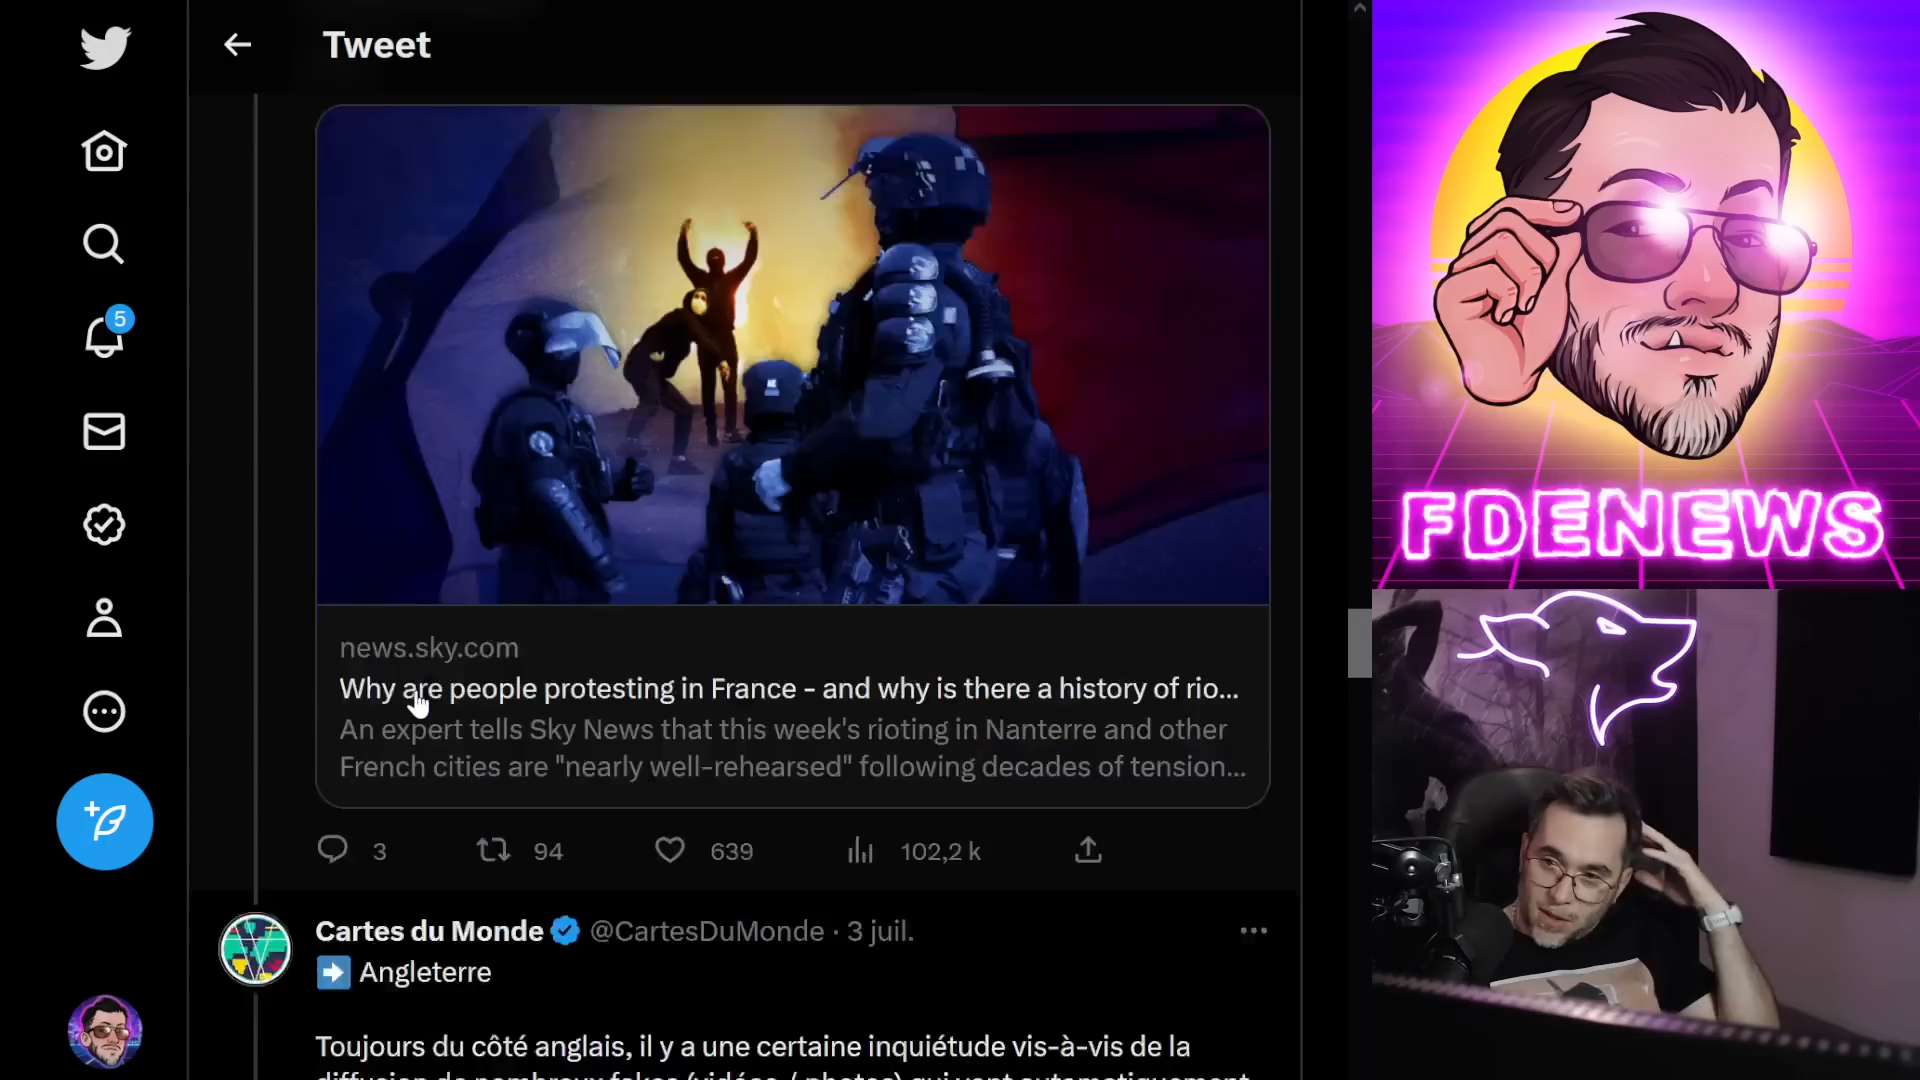 Tweet
5
news.sky.com
Why are people protesting in France - and why is there a history of rio...
An expert tells Sky News that this week's rioting in Nanterre and other
French cities are "nearly well-rehearsed" following decades of tension...
3
94
639
102,2 k
Cartes du Monde @CartesDuMonde · 3 juil.
Angleterre
Toujours du côté anglais, il y a une certaine inquiétude vis-à-vis de la
FDENEWS